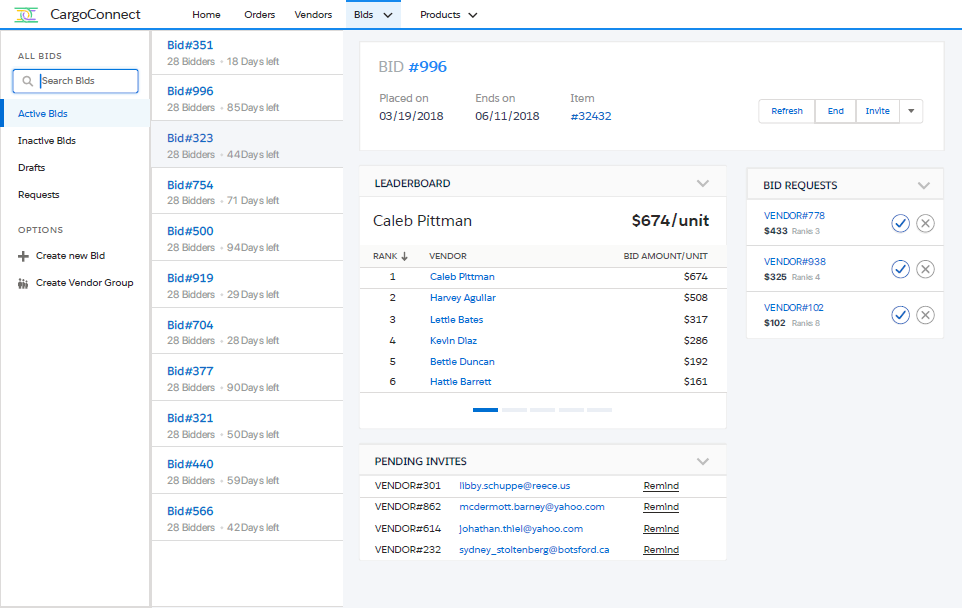 CargoConnect Home Orders Vendors Bids Products
ALL BIDS
Search Bids
Active Bids
Inactive Bids
Drafts
Requests
OPTIONS
Create new Bid
Create Vendor Group
Bid#351
28 Bidders • 18 Days left
Bid#996
28 Bidders • 85Days left
Bid#323
28 Bidders • 44Days left
Bid#754
28 Bidders • 71 Days left
Bid#500
28 Bidders • 94Days left
Bid#919
28 Bidders • 29 Days left
Bid#704
28 Bidders • 28 Days left
Bid#377
28 Bidders • 90Days left
Bid#321
28 Bidders • 50Days left
Bid#440
28 Bidders • 59Days left
Bid#566
28 Bidders • 42Days left
BID #996
Placed on Ends on Item
03/19/2018 06/11/2018 #32432
Refresh End Invite
LEADERBOARD
Caleb Pittman $674/unit
RANK VENDOR BID AMOUNT/UNIT
1 Caleb Pittman $674
2 Harvey Aguilar $508
3 Lettie Bates $317
4 Kevin Diaz $286
5 Bettie Duncan $192
6 Hattie Barrett $161
PENDING INVITES
VENDOR#301 libby.schuppe@reece.us Remind
VENDOR#862 mcdermott.barney@yahoo.com Remind
VENDOR#614 johathan.thiel@yahoo.com Remind
VENDOR#232 sydney_stoltenberg@botsford.ca Remind
BID REQUESTS
VENDOR#778
$433 Ranks 3
VENDOR#938
$325 Ranks 4
VENDOR#102
$102 Ranks 8